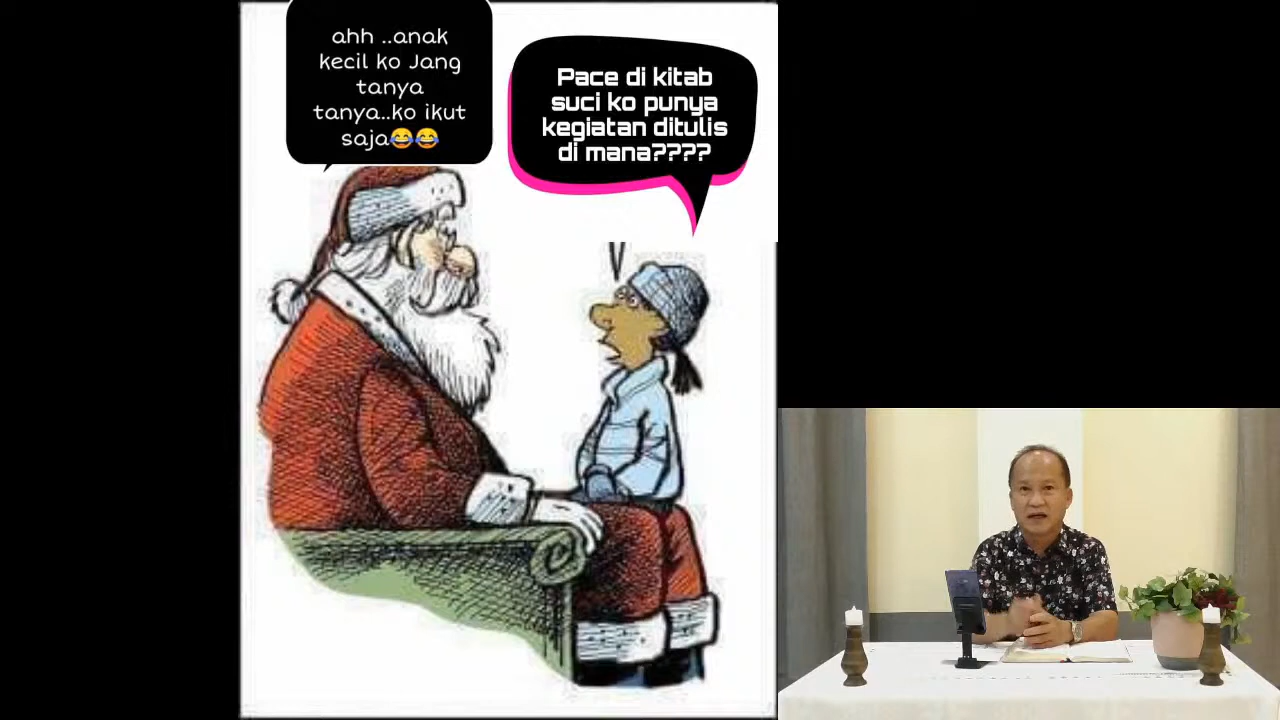 ahh ..anak
kecil ko Jang
tanya
tanya..ko ikut
saja😂😂
Pace di kitab
suci ko punya
kegiatan ditulis
di mana????